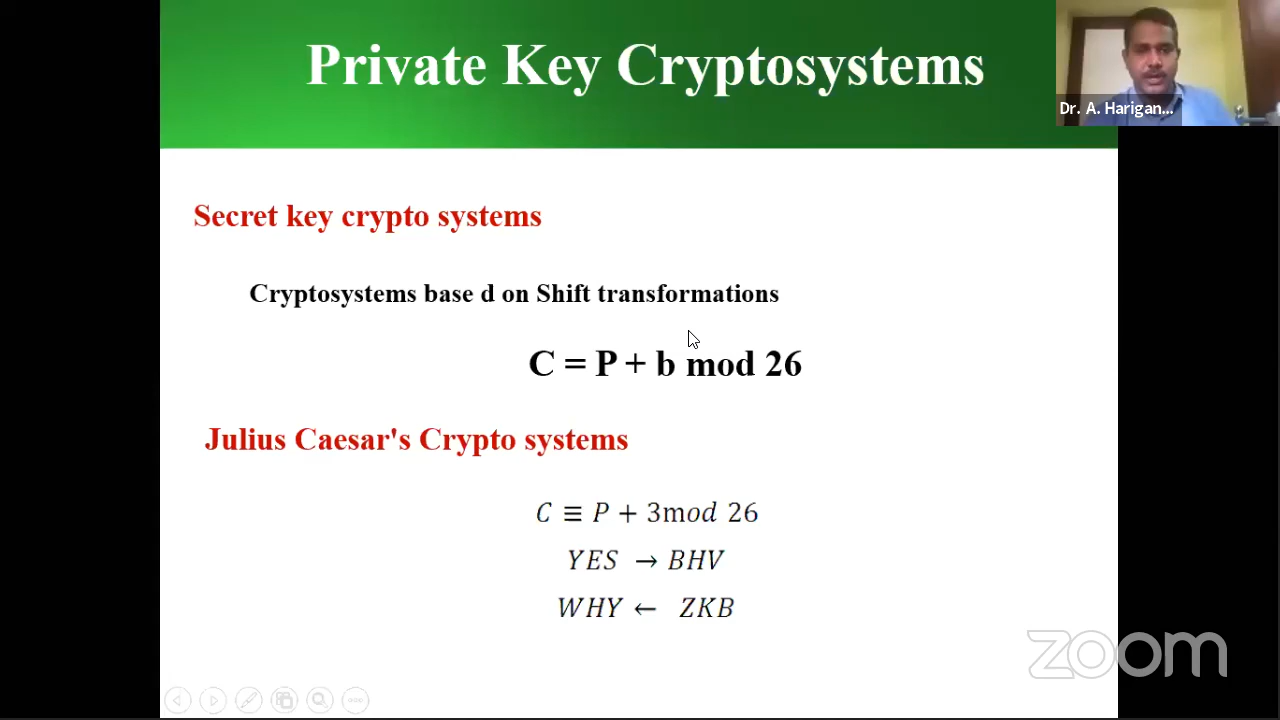 Private Key Cryptosystems
Dr. A. Harigan...
Secret key crypto systems
Cryptosystems base d on Shift transformations
C = P + b mod 26
Julius Caesar's Crypto systems
C ≡ P + 3mod 26
YES → BHV
WHY ← ZKB
zoom